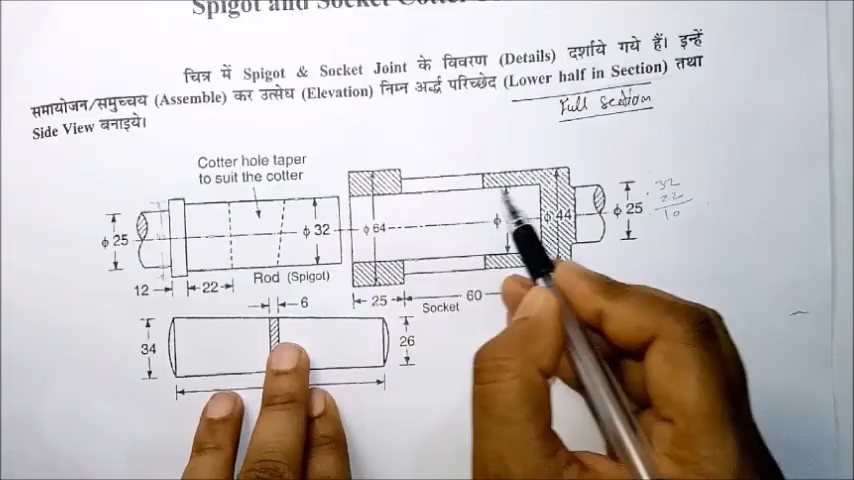 Spigot and Socket Cotter
चित्र में Spigot & Socket Joint के विवरण (Details) दर्शाये गये हैं। इन्हें
समायोजन/समुच्चय (Assemble) कर उत्सेध (Elevation) निम्न अर्द्ध परिच्छेद (Lower half in Section) तथा
Side View बनाइये।
Full section
Cotter hole taper
to suit the cotter
ϕ 25
ϕ 32
ϕ 64
ϕ
ϕ 44
ϕ 25
32
22
10
12
22
Rod (Spigot)
6
25
60
Socket
34
26